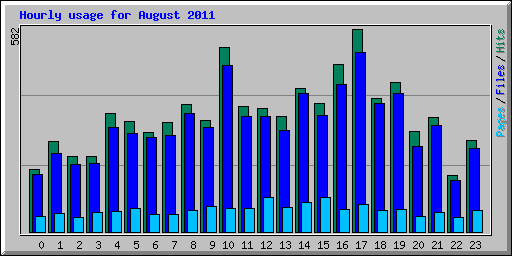 Hourly usage for August 2011
582
Pages / Files / Hits
0 1 2 3 4 5 6 7 8 9 10 11 12 13 14 15 16 17 18 19 20 21 22 23